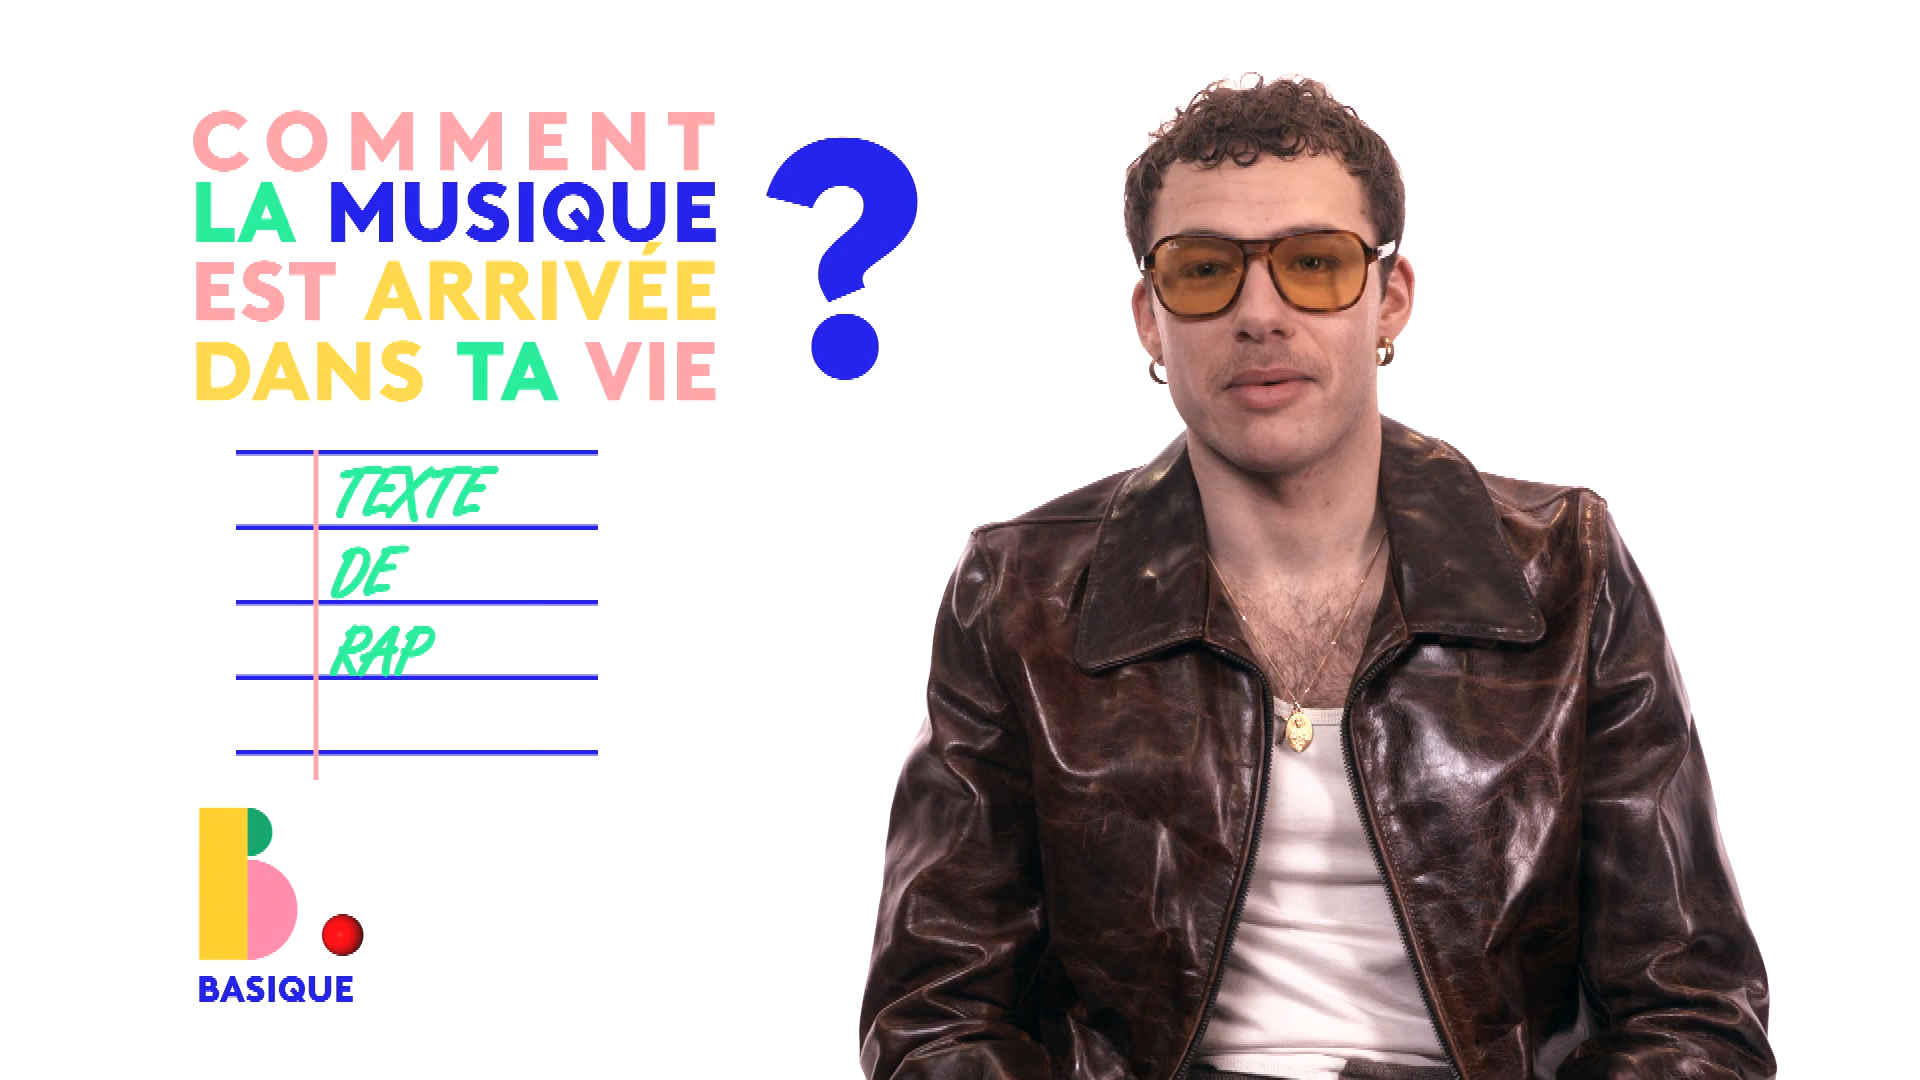 COMMENT
LA MUSIQUE
EST ARRIVÉE
DANS TA VIE
?
TEXTE
DE
RAP
B.
BASIQUE